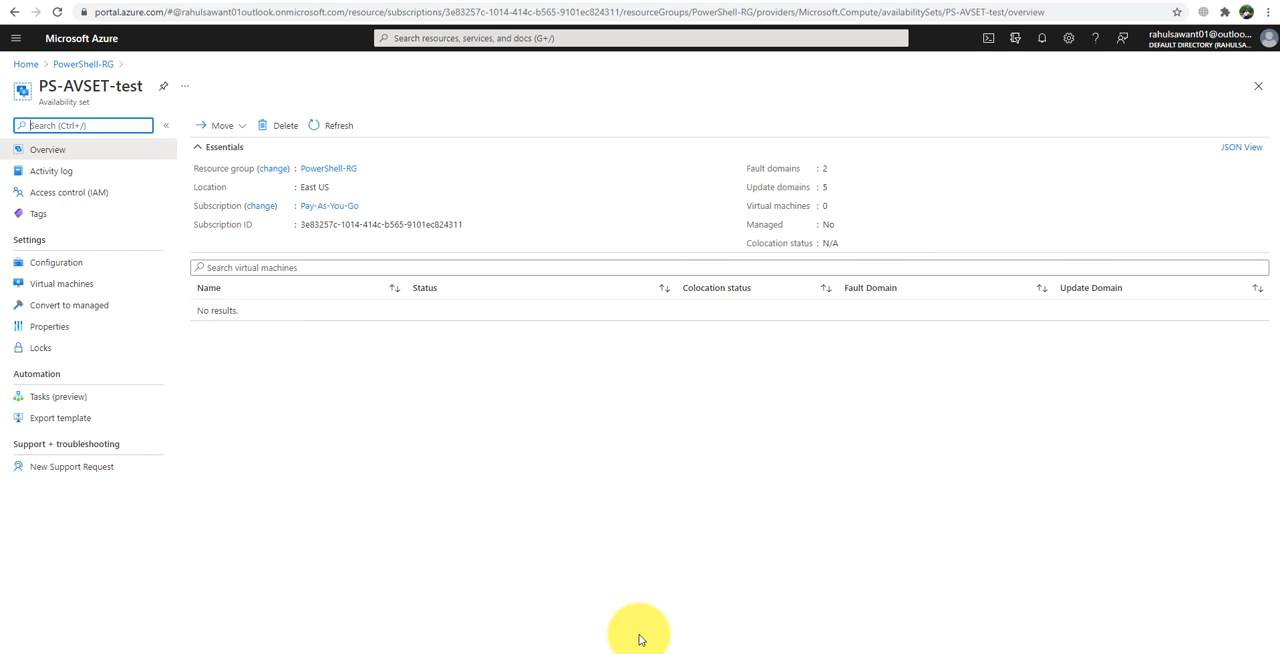 portal.azure.com/#@rahulsawant01outlook.onmicrosoft.com/resource/subscriptions/3e83257c-1014-414c-b565-9101ec824311/resourceGroups/PowerShell-RG/providers/Microsoft.Compute/availabilitySets/PS-AVSET-test/overview
Microsoft Azure
Search resources, services, and docs (G+/)
rahulsawant01@outloo...
DEFAULT DIRECTORY (RAHULSA...
Home > PowerShell-RG >
PS-AVSET-test ...
Availability set
Search (Ctrl+/) «
Move Delete Refresh
Overview
Activity log
Access control (IAM)
Tags
Settings
Configuration
Virtual machines
Convert to managed
Properties
Locks
Automation
Tasks (preview)
Export template
Support + troubleshooting
New Support Request
Essentials JSON View
Resource group (change) : PowerShell-RG
Location : East US
Subscription (change) : Pay-As-You-Go
Subscription ID : 3e83257c-1014-414c-b565-9101ec824311
Fault domains : 2
Update domains : 5
Virtual machines : 0
Managed : No
Colocation status : N/A
Search virtual machines
Name Status Colocation status Fault Domain Update Domain
No results.